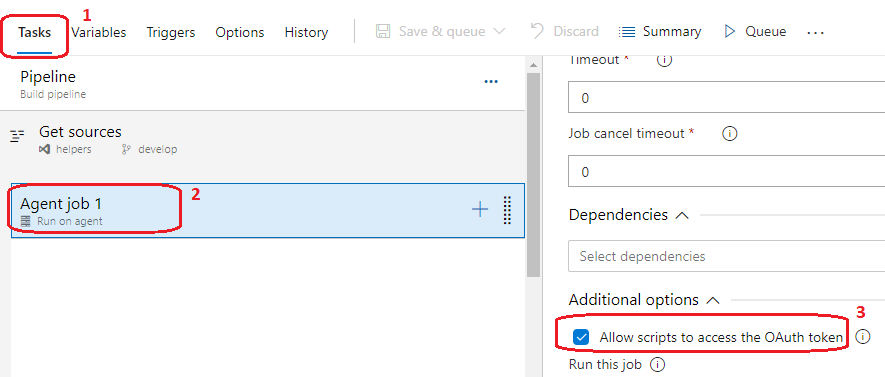 1
Tasks Variables Triggers Options History Save & queue Discard Summary Queue ...
Pipeline
Build pipeline
Get sources
helpers develop
2
Agent job 1
Run on agent
Timeout *
0
Job cancel timeout *
0
Dependencies
Select dependencies
Additional options
3
Allow scripts to access the OAuth token
Run this job